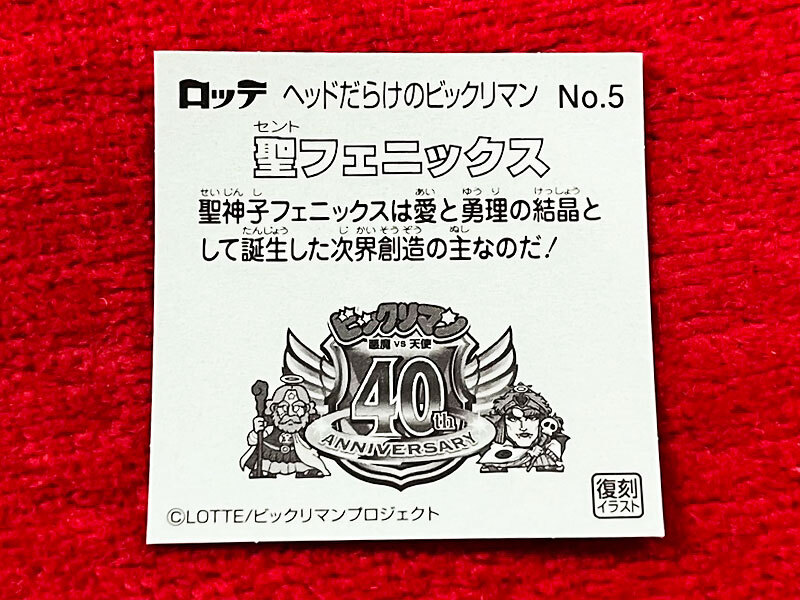 ロッテ ヘッドだらけのビックリマン No.5
セント
聖フェニックス
せいじんし あい ゆうり けっしょう
聖神子フェニックスは愛と勇理の結晶と
たんじょう じかいそうぞう ぬし
して誕生した次界創造の主なのだ!
ビックリマン
悪魔 VS 天使
40th
ANNIVERSARY
復刻
イラスト
©LOTTE/ビックリマンプロジェクト